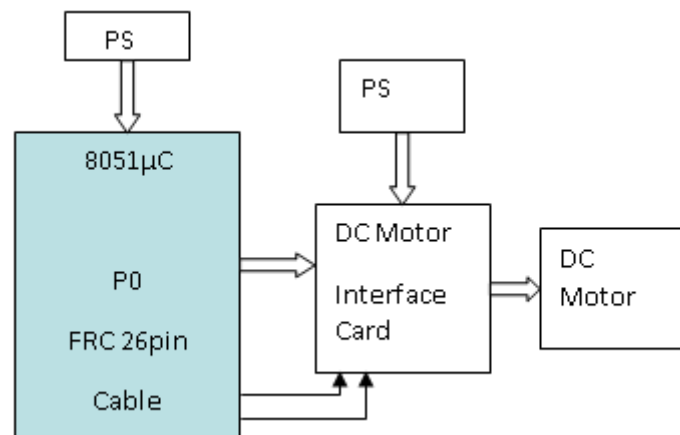 PS
PS
8051µC
P0
FRC 26pin
Cable
DC Motor
Interface
Card
DC
Motor